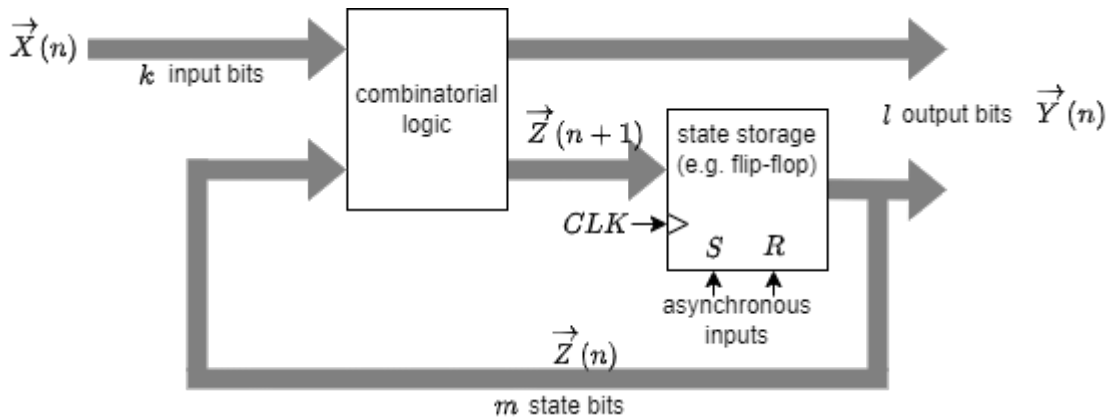 X⃗(n)
k input bits
combinatorial
logic
Z⃗(n + 1)
state storage
(e.g. flip-flop)
l output bits Y⃗(n)
CLK
S R
asynchronous
inputs
Z⃗(n)
m state bits